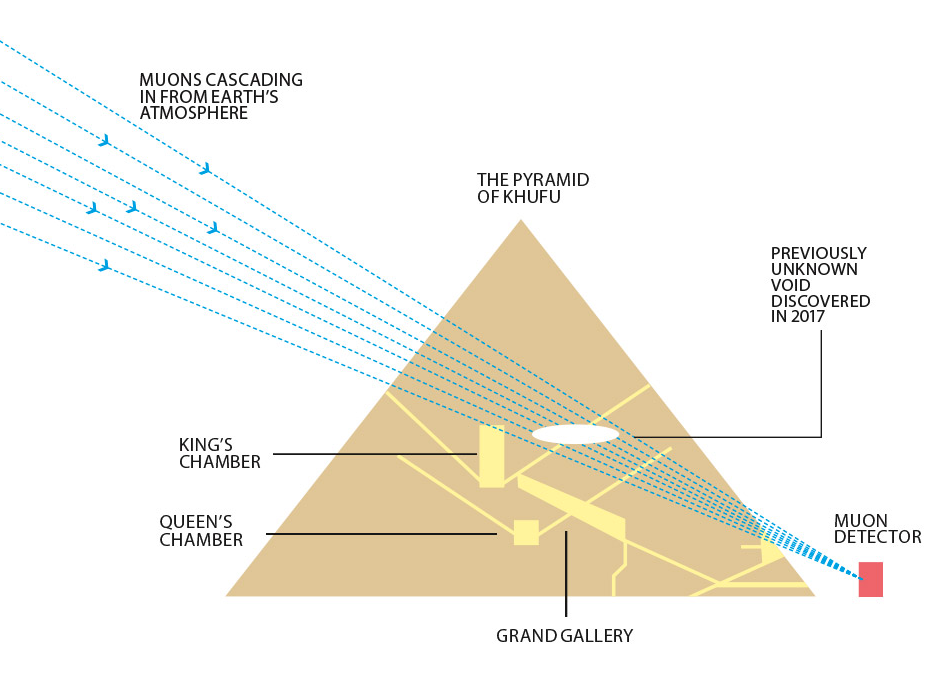 MUONS CASCADING
IN FROM EARTH'S
ATMOSPHERE
THE PYRAMID
OF KHUFU
PREVIOUSLY
UNKNOWN
VOID
DISCOVERED
IN 2017
KING'S
CHAMBER
QUEEN'S
CHAMBER
MUON
DETECTOR
GRAND GALLERY